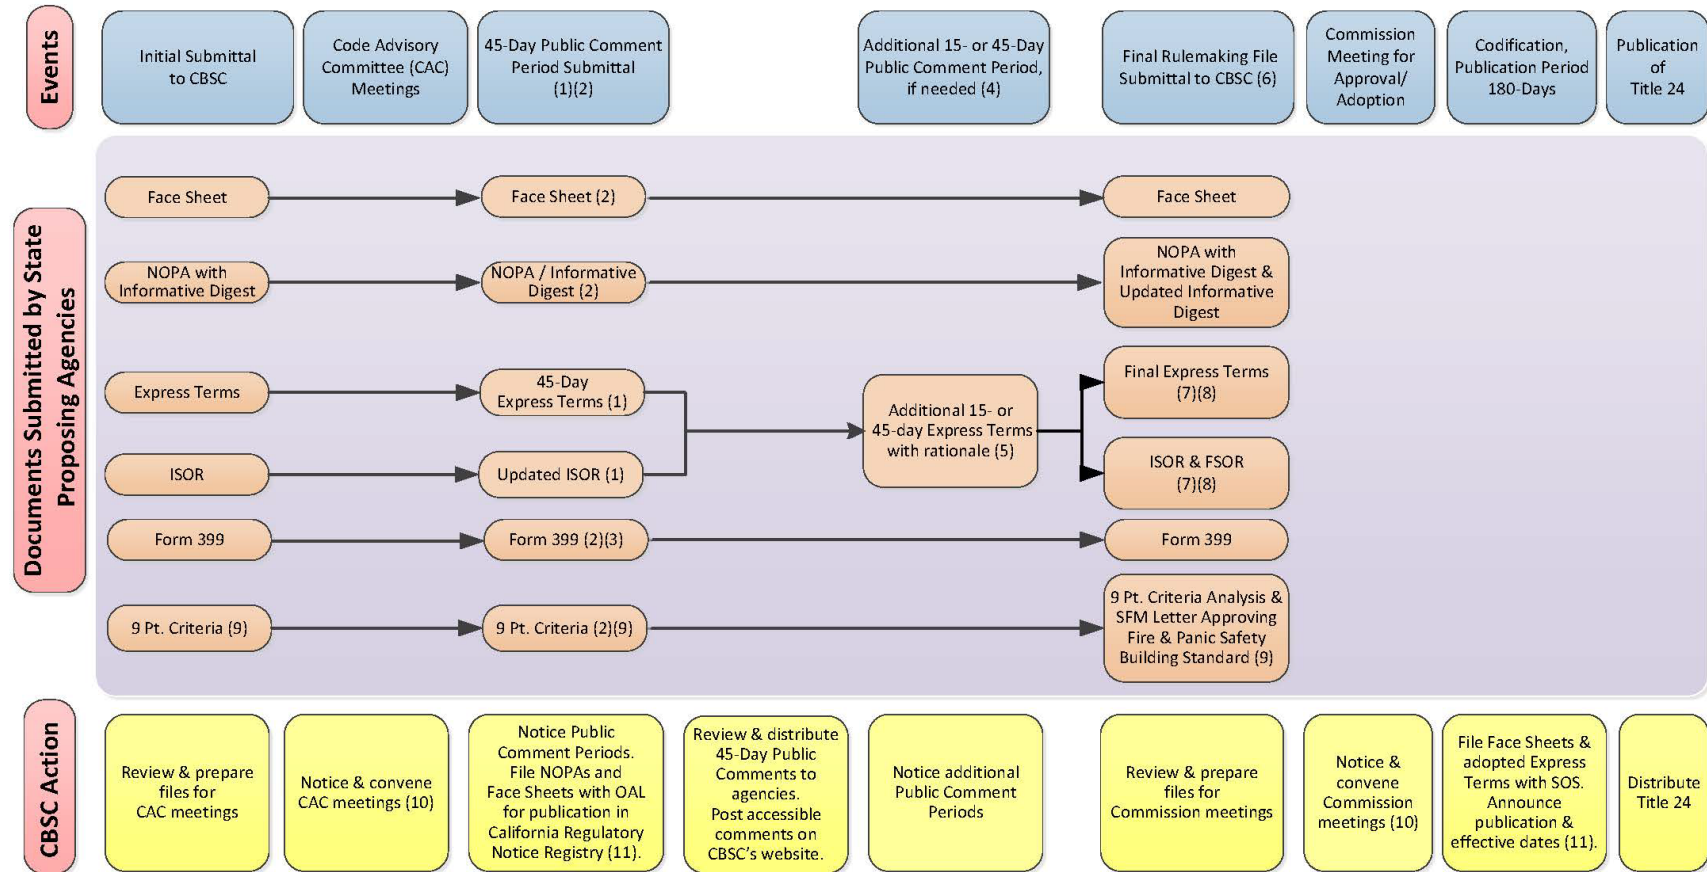 Events
Initial Submittal
to CBSC
Code Advisory
Committee (CAC)
Meetings
45-Day Public Comment
Period Submittal
(1)(2)
Additional 15- or 45-Day
Public Comment Period,
if needed (4)
Final Rulemaking File
Submittal to CBSC (6)
Commission
Meeting for
Approval/
Adoption
Codification,
Publication Period
180-Days
Publication
of
Title 24
Documents Submitted by State
Proposing Agencies
Face Sheet
Face Sheet (2)
Face Sheet
NOPA with
Informative Digest
NOPA / Informative
Digest (2)
NOPA with
Informative Digest &
Updated Informative
Digest
Express Terms
45-Day
Express Terms (1)
Additional 15- or
45-day Express Terms
with rationale (5)
Final Express Terms
(7)(8)
ISOR
Updated ISOR (1)
ISOR & FSOR
(7)(8)
Form 399
Form 399 (2)(3)
Form 399
9 Pt. Criteria (9)
9 Pt. Criteria (2)(9)
9 Pt. Criteria Analysis &
SFM Letter Approving
Fire & Panic Safety
Building Standard (9)
CBSC Action
Review & prepare
files for
CAC meetings
Notice & convene
CAC meetings (10)
Notice Public
Comment Periods.
File NOPAs and
Face Sheets with OAL
for publication in
California Regulatory
Notice Registry (11).
Review & distribute
45-Day Public
Comments to
agencies.
Post accessible
comments on
CBSC's website.
Notice additional
Public Comment
Periods
Review & prepare
files for
Commission meetings
Notice &
convene
Commission
meetings (10)
File Face Sheets &
adopted Express
Terms with SOS.
Announce
publication &
effective dates (11).
Distribute
Title 24